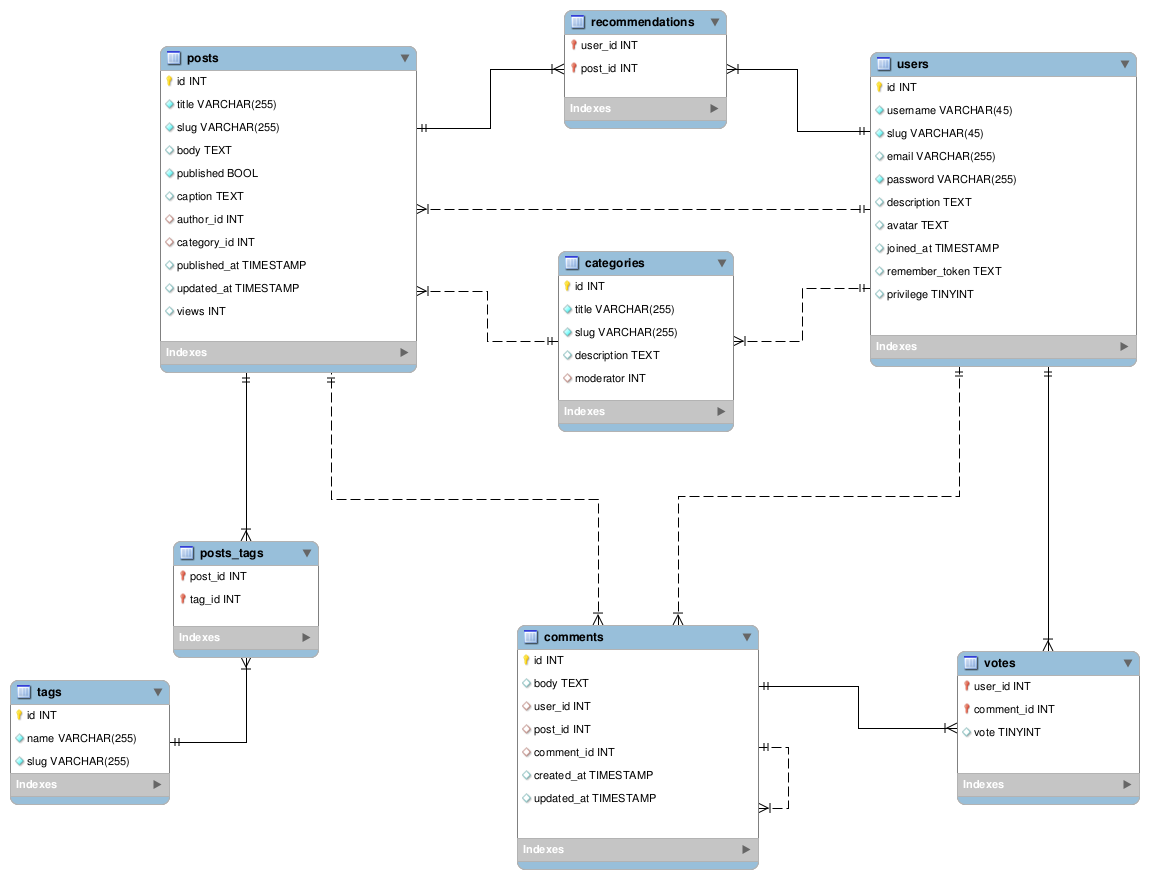 recommendations
user_id INT
post_id INT
Indexes
posts
id INT
title VARCHAR(255)
slug VARCHAR(255)
body TEXT
published BOOL
caption TEXT
author_id INT
category_id INT
published_at TIMESTAMP
updated_at TIMESTAMP
views INT
Indexes
users
id INT
username VARCHAR(45)
slug VARCHAR(45)
email VARCHAR(255)
password VARCHAR(255)
description TEXT
avatar TEXT
joined_at TIMESTAMP
remember_token TEXT
privilege TINYINT
Indexes
categories
id INT
title VARCHAR(255)
slug VARCHAR(255)
description TEXT
moderator INT
Indexes
posts_tags
post_id INT
tag_id INT
Indexes
tags
id INT
name VARCHAR(255)
slug VARCHAR(255)
Indexes
comments
id INT
body TEXT
user_id INT
post_id INT
comment_id INT
created_at TIMESTAMP
updated_at TIMESTAMP
Indexes
votes
user_id INT
comment_id INT
vote TINYINT
Indexes